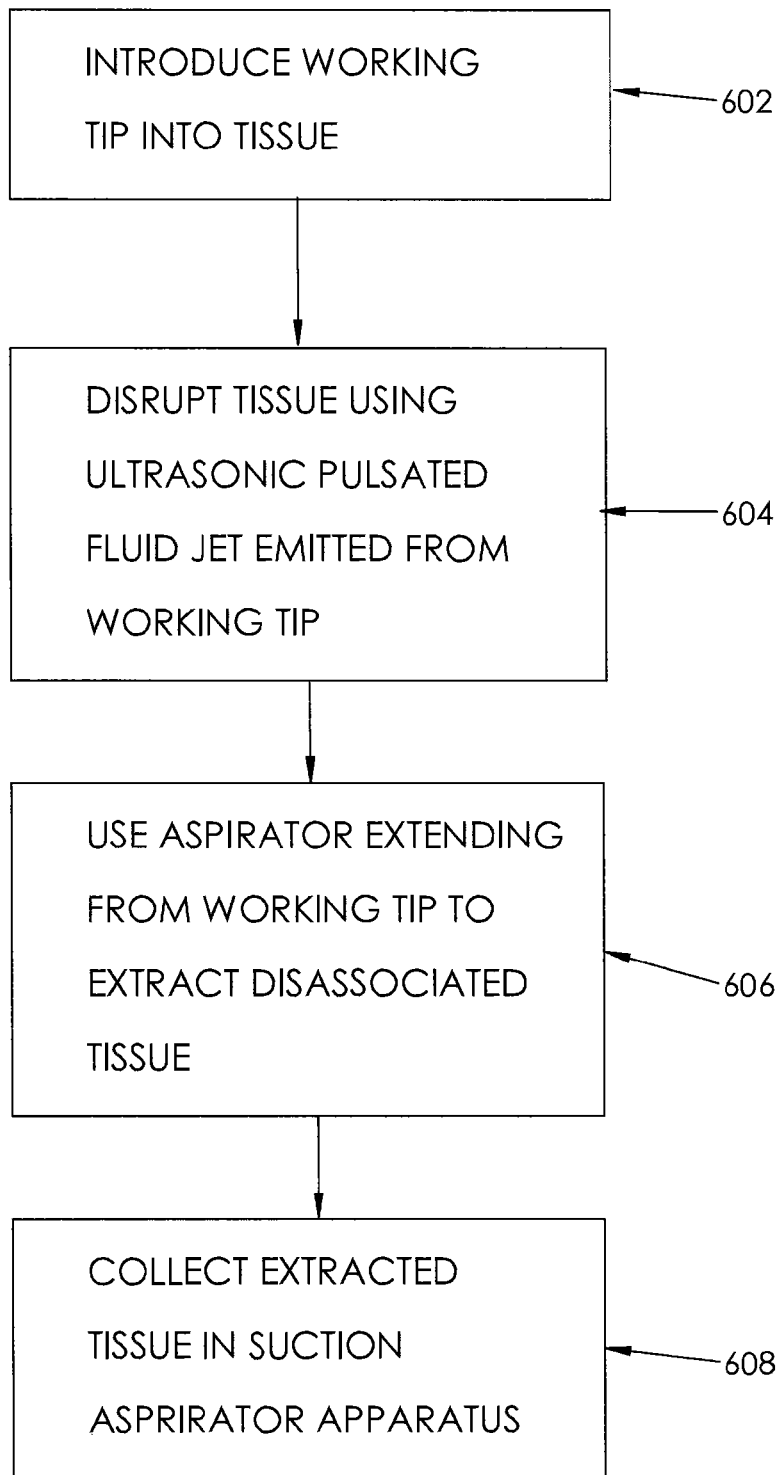 INTRODUCE WORKING
TIP INTO TISSUE
602
DISRUPT TISSUE USING
ULTRASONIC PULSATED
FLUID JET EMITTED FROM
WORKING TIP
604
USE ASPIRATOR EXTENDING
FROM WORKING TIP TO
EXTRACT DISASSOCIATED
TISSUE
606
COLLECT EXTRACTED
TISSUE IN SUCTION
ASPRIRATOR APPARATUS
608